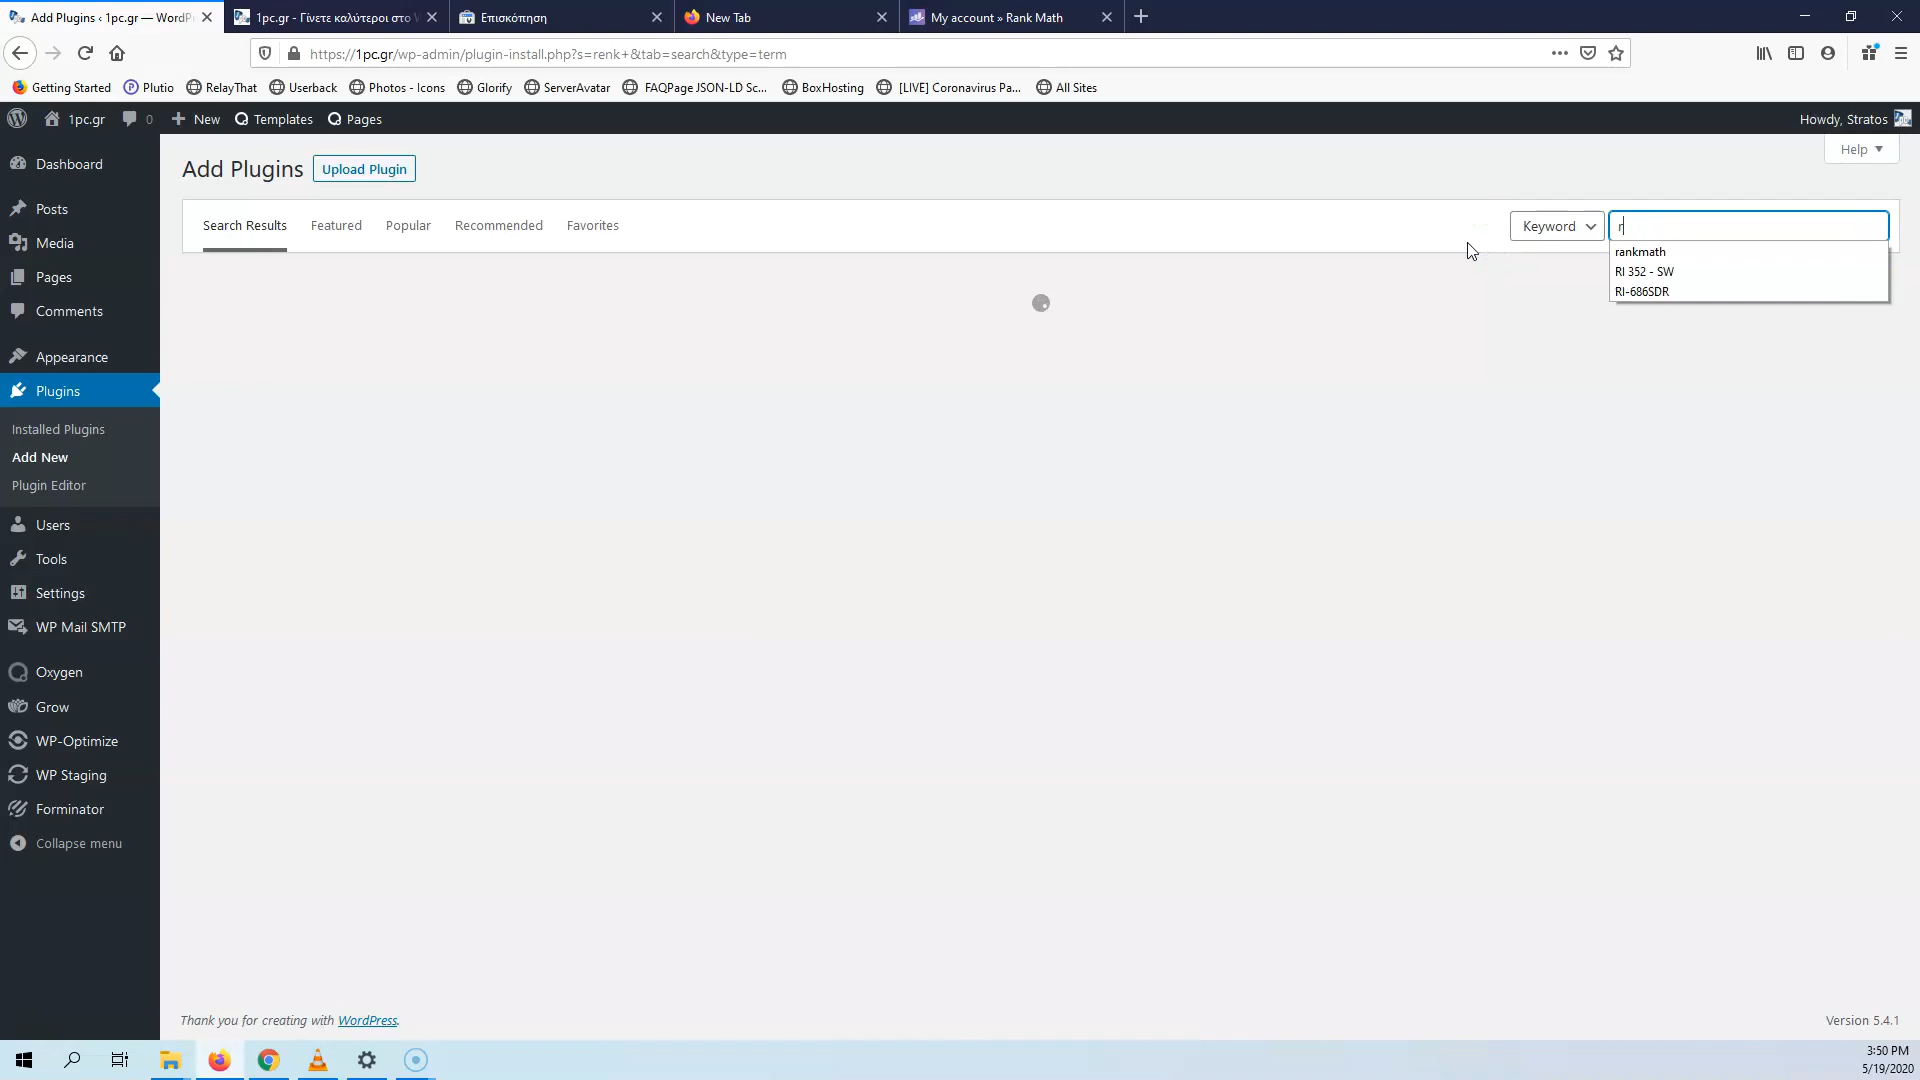 Add Plugins ‹ 1pc.gr — WordPr
1pc.gr - Γίνετε καλύτεροι στο
Επισκόπηση
New Tab
My account » Rank Math
https://1pc.gr/wp-admin/plugin-install.php?s=renk+&tab=search&type=term
Getting Started
Plutio
RelayThat
Userback
Photos - Icons
Glorify
ServerAvatar
FAQPage JSON-LD Sc...
BoxHosting
[LIVE] Coronavirus Pa...
All Sites
1pc.gr
0
New
Templates
Pages
Howdy, Stratos
Help
Dashboard
Posts
Media
Pages
Comments
Appearance
Plugins
Installed Plugins
Add New
Plugin Editor
Users
Tools
Settings
WP Mail SMTP
Oxygen
Grow
WP-Optimize
WP Staging
Forminator
Collapse menu
Add Plugins
Upload Plugin
Search Results
Featured
Popular
Recommended
Favorites
Keyword
r
rankmath
RI 352 - SW
RI-686SDR
Thank you for creating with WordPress.
Version 5.4.1
3:50 PM
5/19/2020